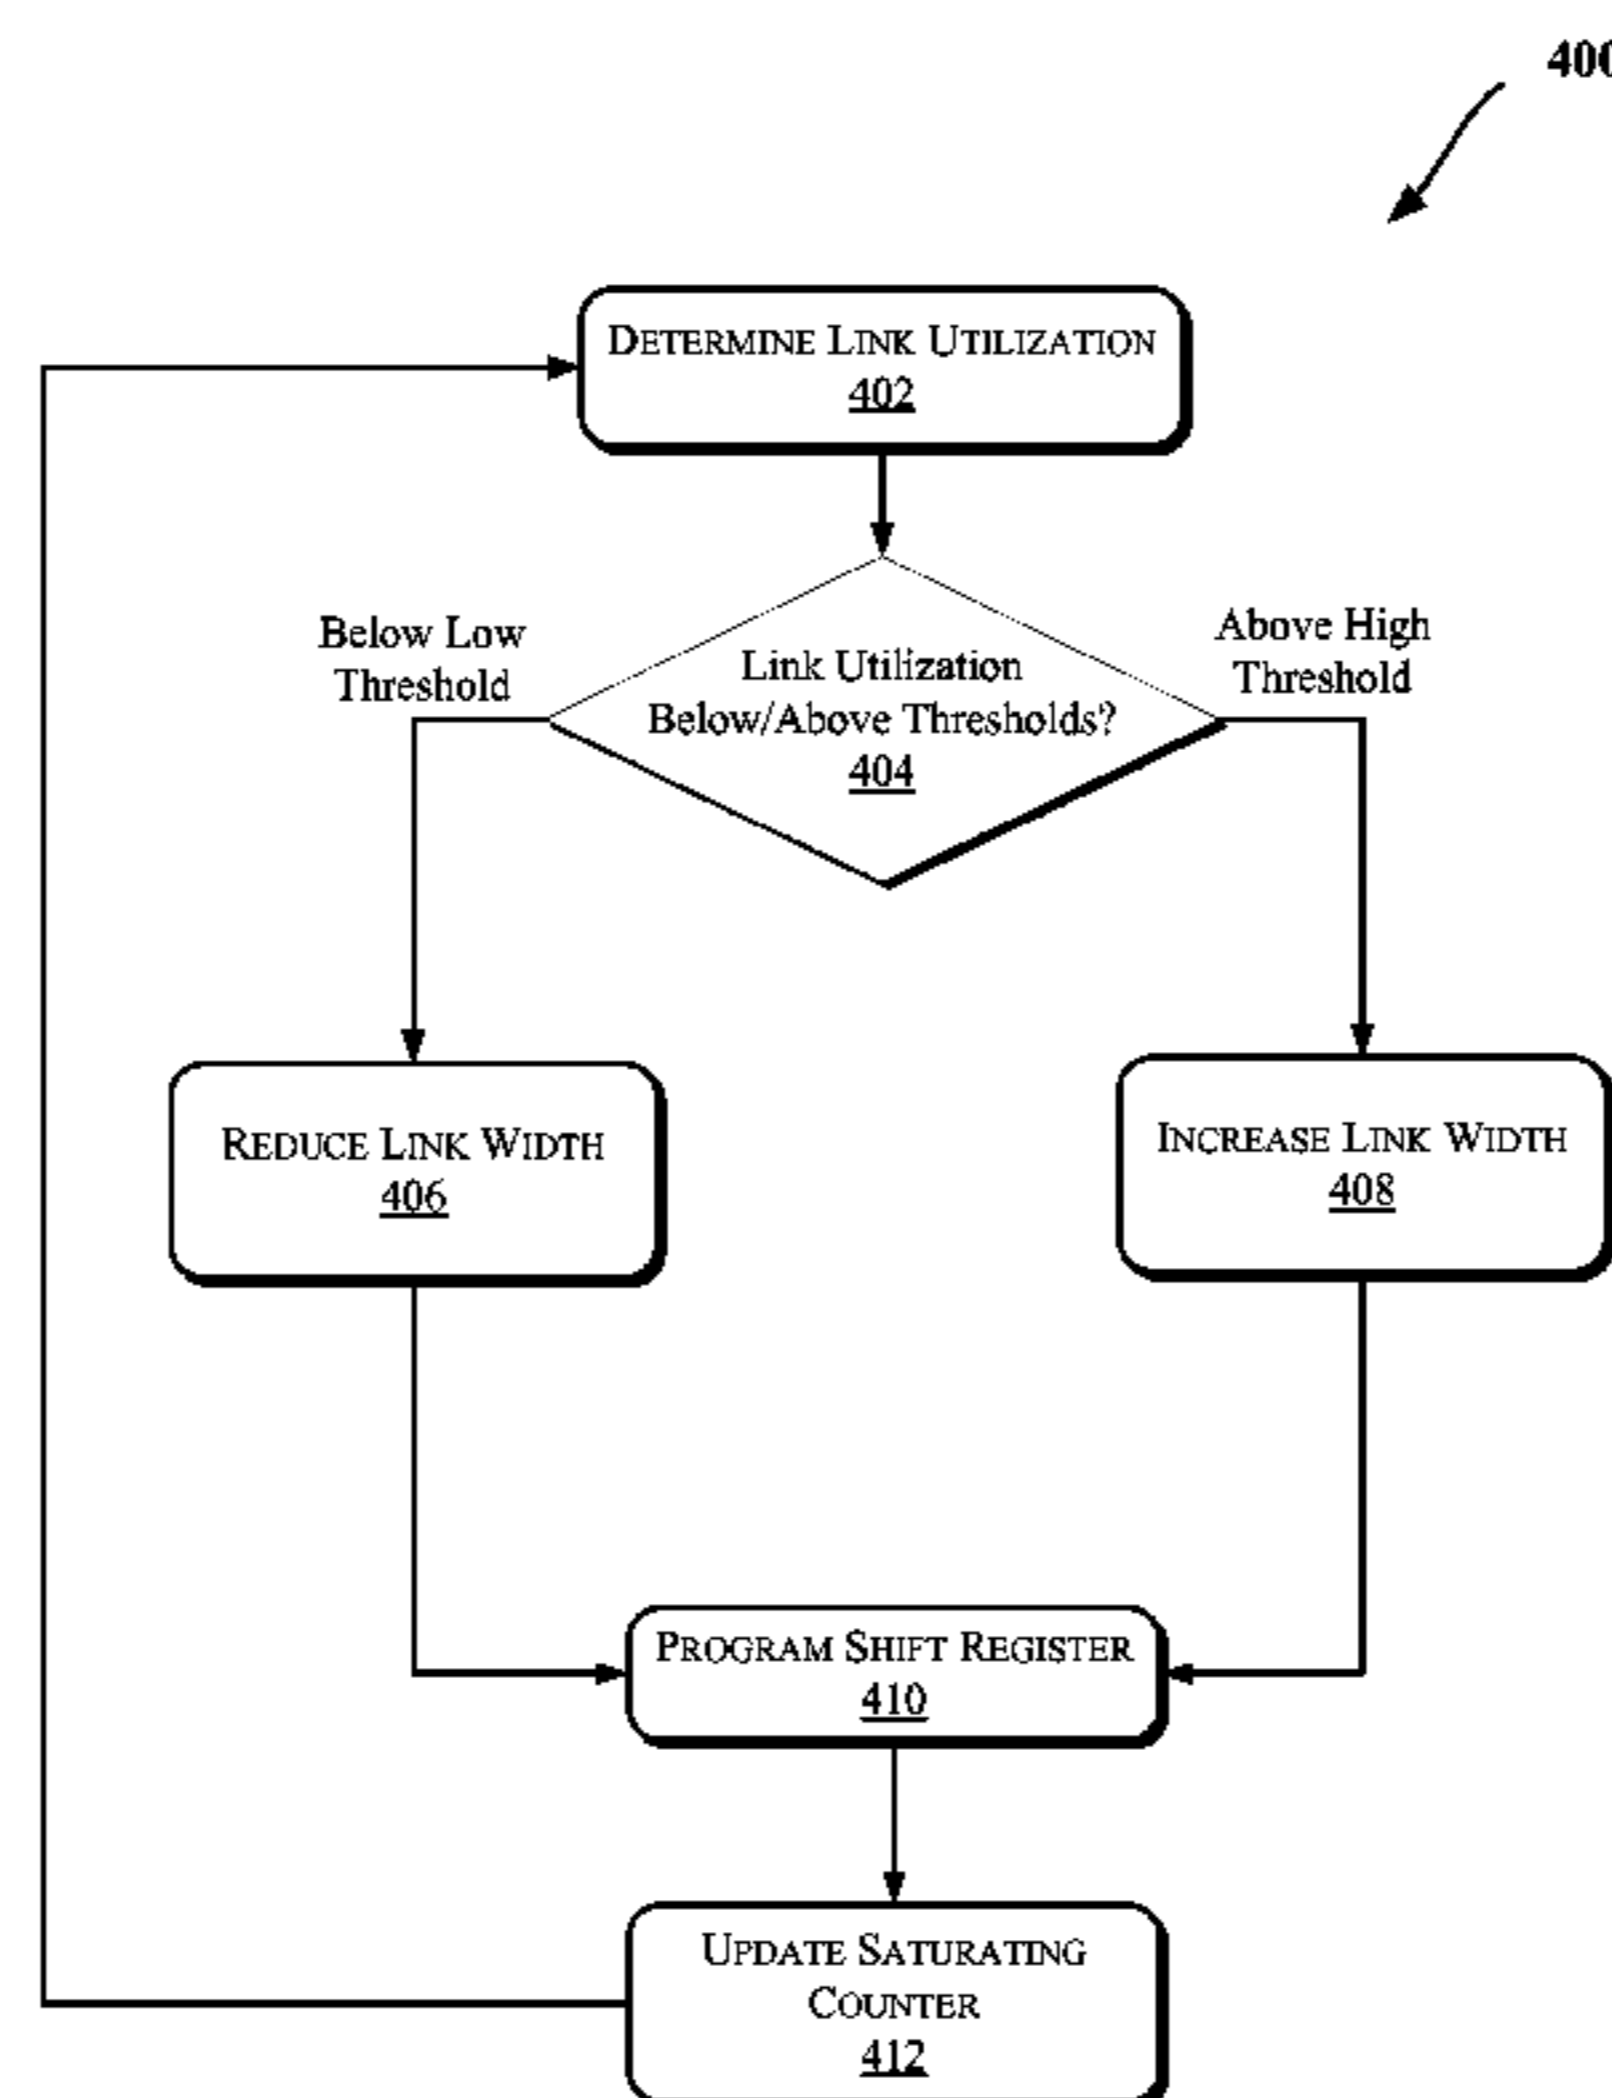 400
DETERMINE LINK UTILIZATION
402
Below Low
Threshold
Above High
Threshold
Link Utilization
Below/Above Thresholds?
404
REDUCE LINK WIDTH
406
INCREASE LINK WIDTH
408
PROGRAM SHIFT REGISTER
410
UPDATE SATURATING
COUNTER
412